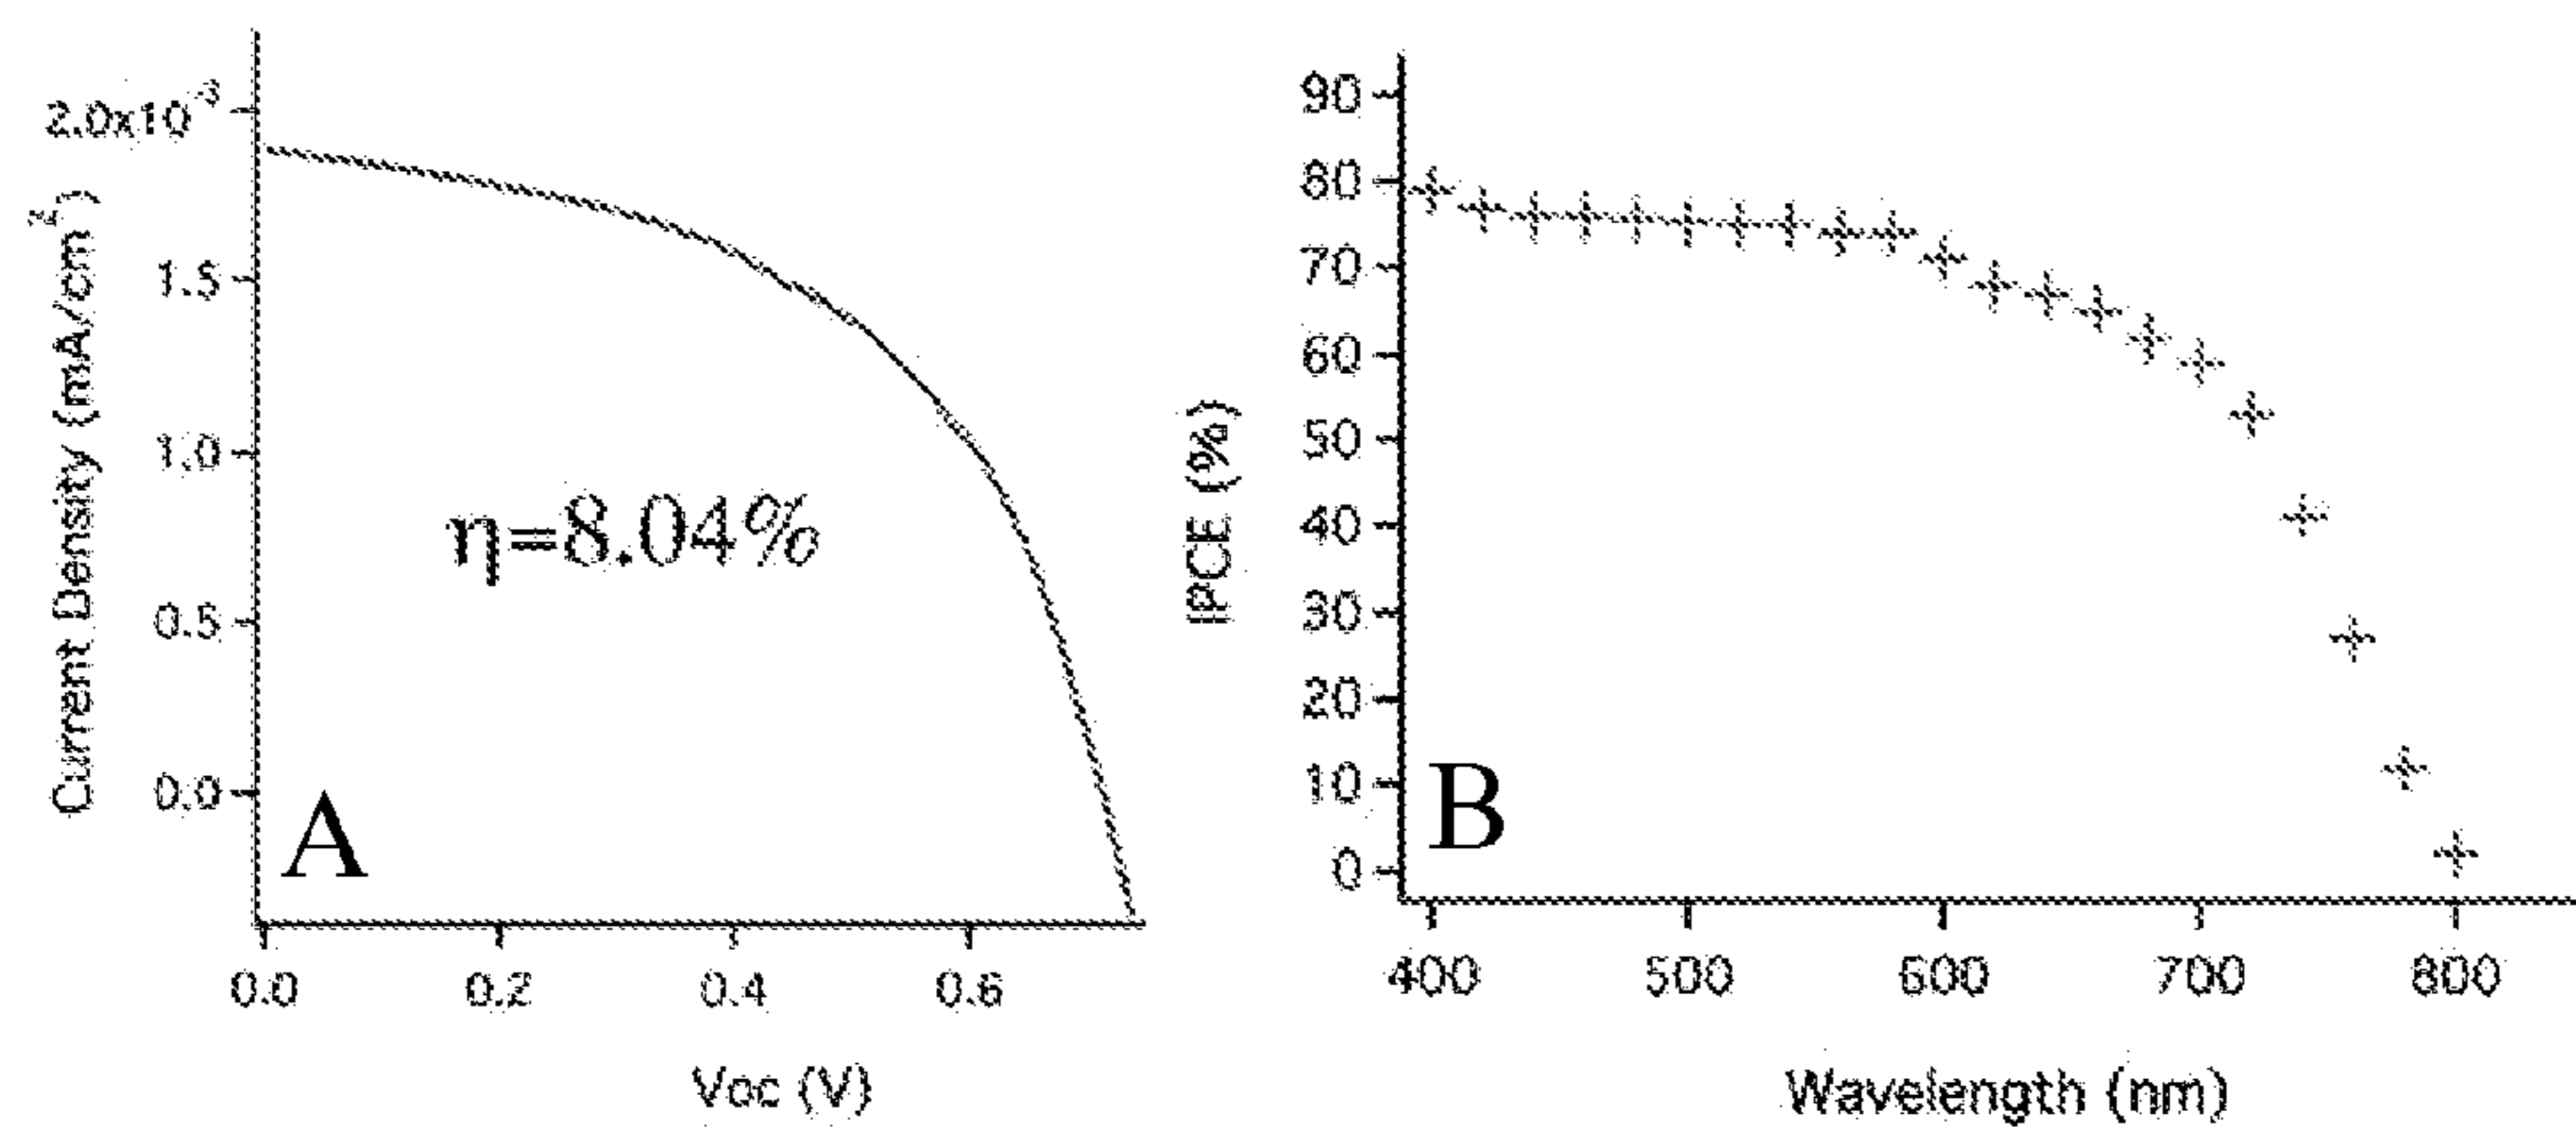 2.0x10^-3
1.5
1.0
0.5
0.0
Current Density (mA/cm²)
η=8.04%
A
0.0 0.2 0.4 0.6
Voc (V)
90
80
70
60
50
40
30
20
10
0
IPCE (%)
B
400 500 600 700 800
Wavelength (nm)